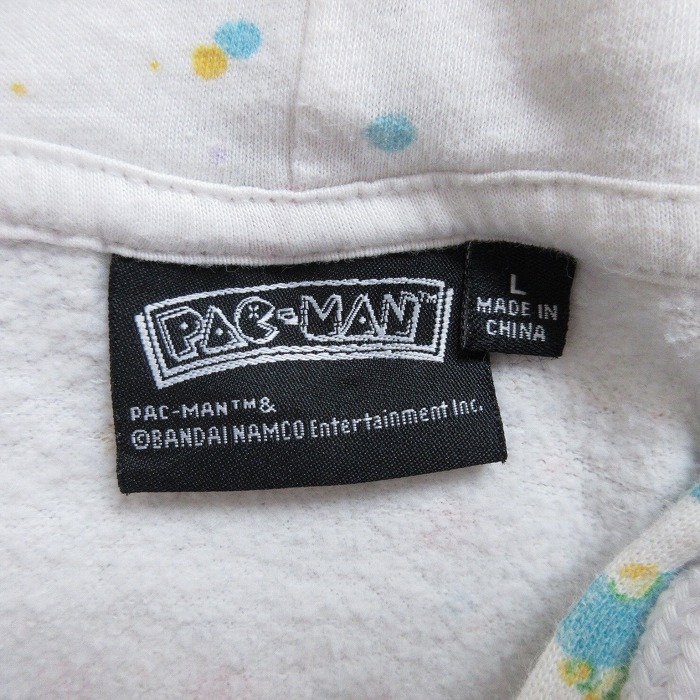 PAC-MAN™
PAC-MAN™&
©BANDAI NAMCO Entertainment Inc.
L
MADE IN
CHINA